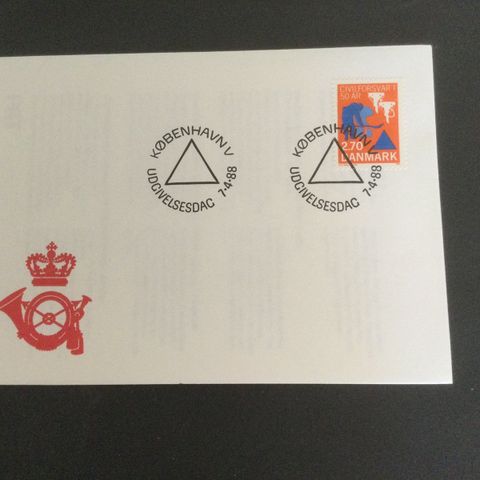 KØBENHAVN V
UDGIVELSESDAG 7.4.88
KØBENHAVN V
UDGIVELSESDAG 7.4.88
CIVILFORSVAR I
50 ÅR
2.70
DANMARK